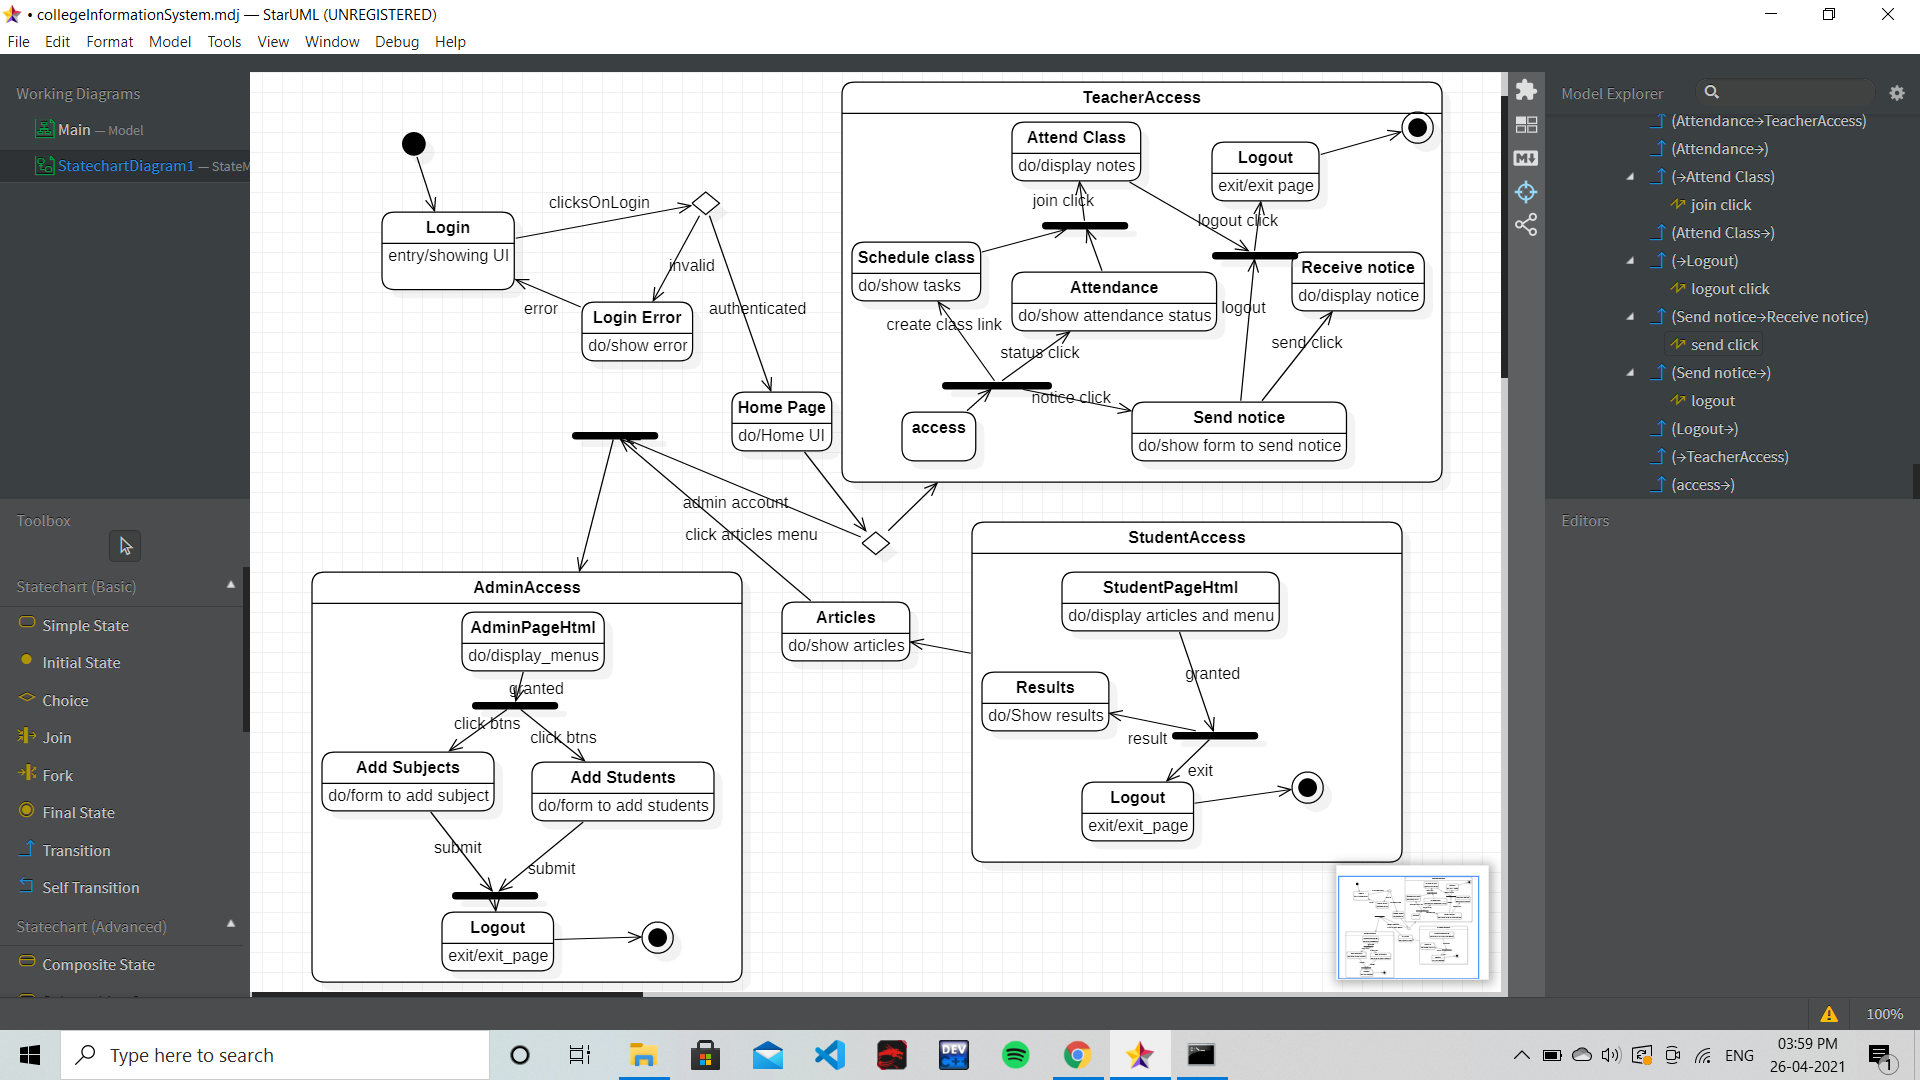 • collegeInformationSystem.mdj — StarUML (UNREGISTERED)
File Edit Format Model Tools View Window Debug Help
Working Diagrams
Main — Model
StatechartDiagram1 — StateM
Toolbox
Statechart (Basic)
Simple State
Initial State
Choice
Join
Fork
Final State
Transition
Self Transition
Statechart (Advanced)
Composite State
Login
entry/showing UI
clicksOnLogin
invalid
error
Login Error
do/show error
authenticated
Home Page
do/Home UI
TeacherAccess
Attend Class
do/display notes
Logout
exit/exit page
join click
logout click
Schedule class
do/show tasks
Attendance
do/show attendance status
Receive notice
do/display notice
create class link
logout
status click
send click
notice click
access
Send notice
do/show form to send notice
admin account
click articles menu
AdminAccess
AdminPageHtml
do/display_menus
granted
click btns
click btns
Add Subjects
do/form to add subject
Add Students
do/form to add students
submit
submit
Logout
exit/exit_page
Articles
do/show articles
StudentAccess
StudentPageHtml
do/display articles and menu
granted
Results
do/Show results
result
exit
Logout
exit/exit_page
Model Explorer
(Attendance→TeacherAccess)
(Attendance→)
(→Attend Class)
join click
(Attend Class→)
(→Logout)
logout click
(Send notice→Receive notice)
send click
(Send notice→)
logout
(Logout→)
(→TeacherAccess)
(access→)
Editors
100%
Type here to search
DEV
ENG
03:59 PM
26-04-2021
1